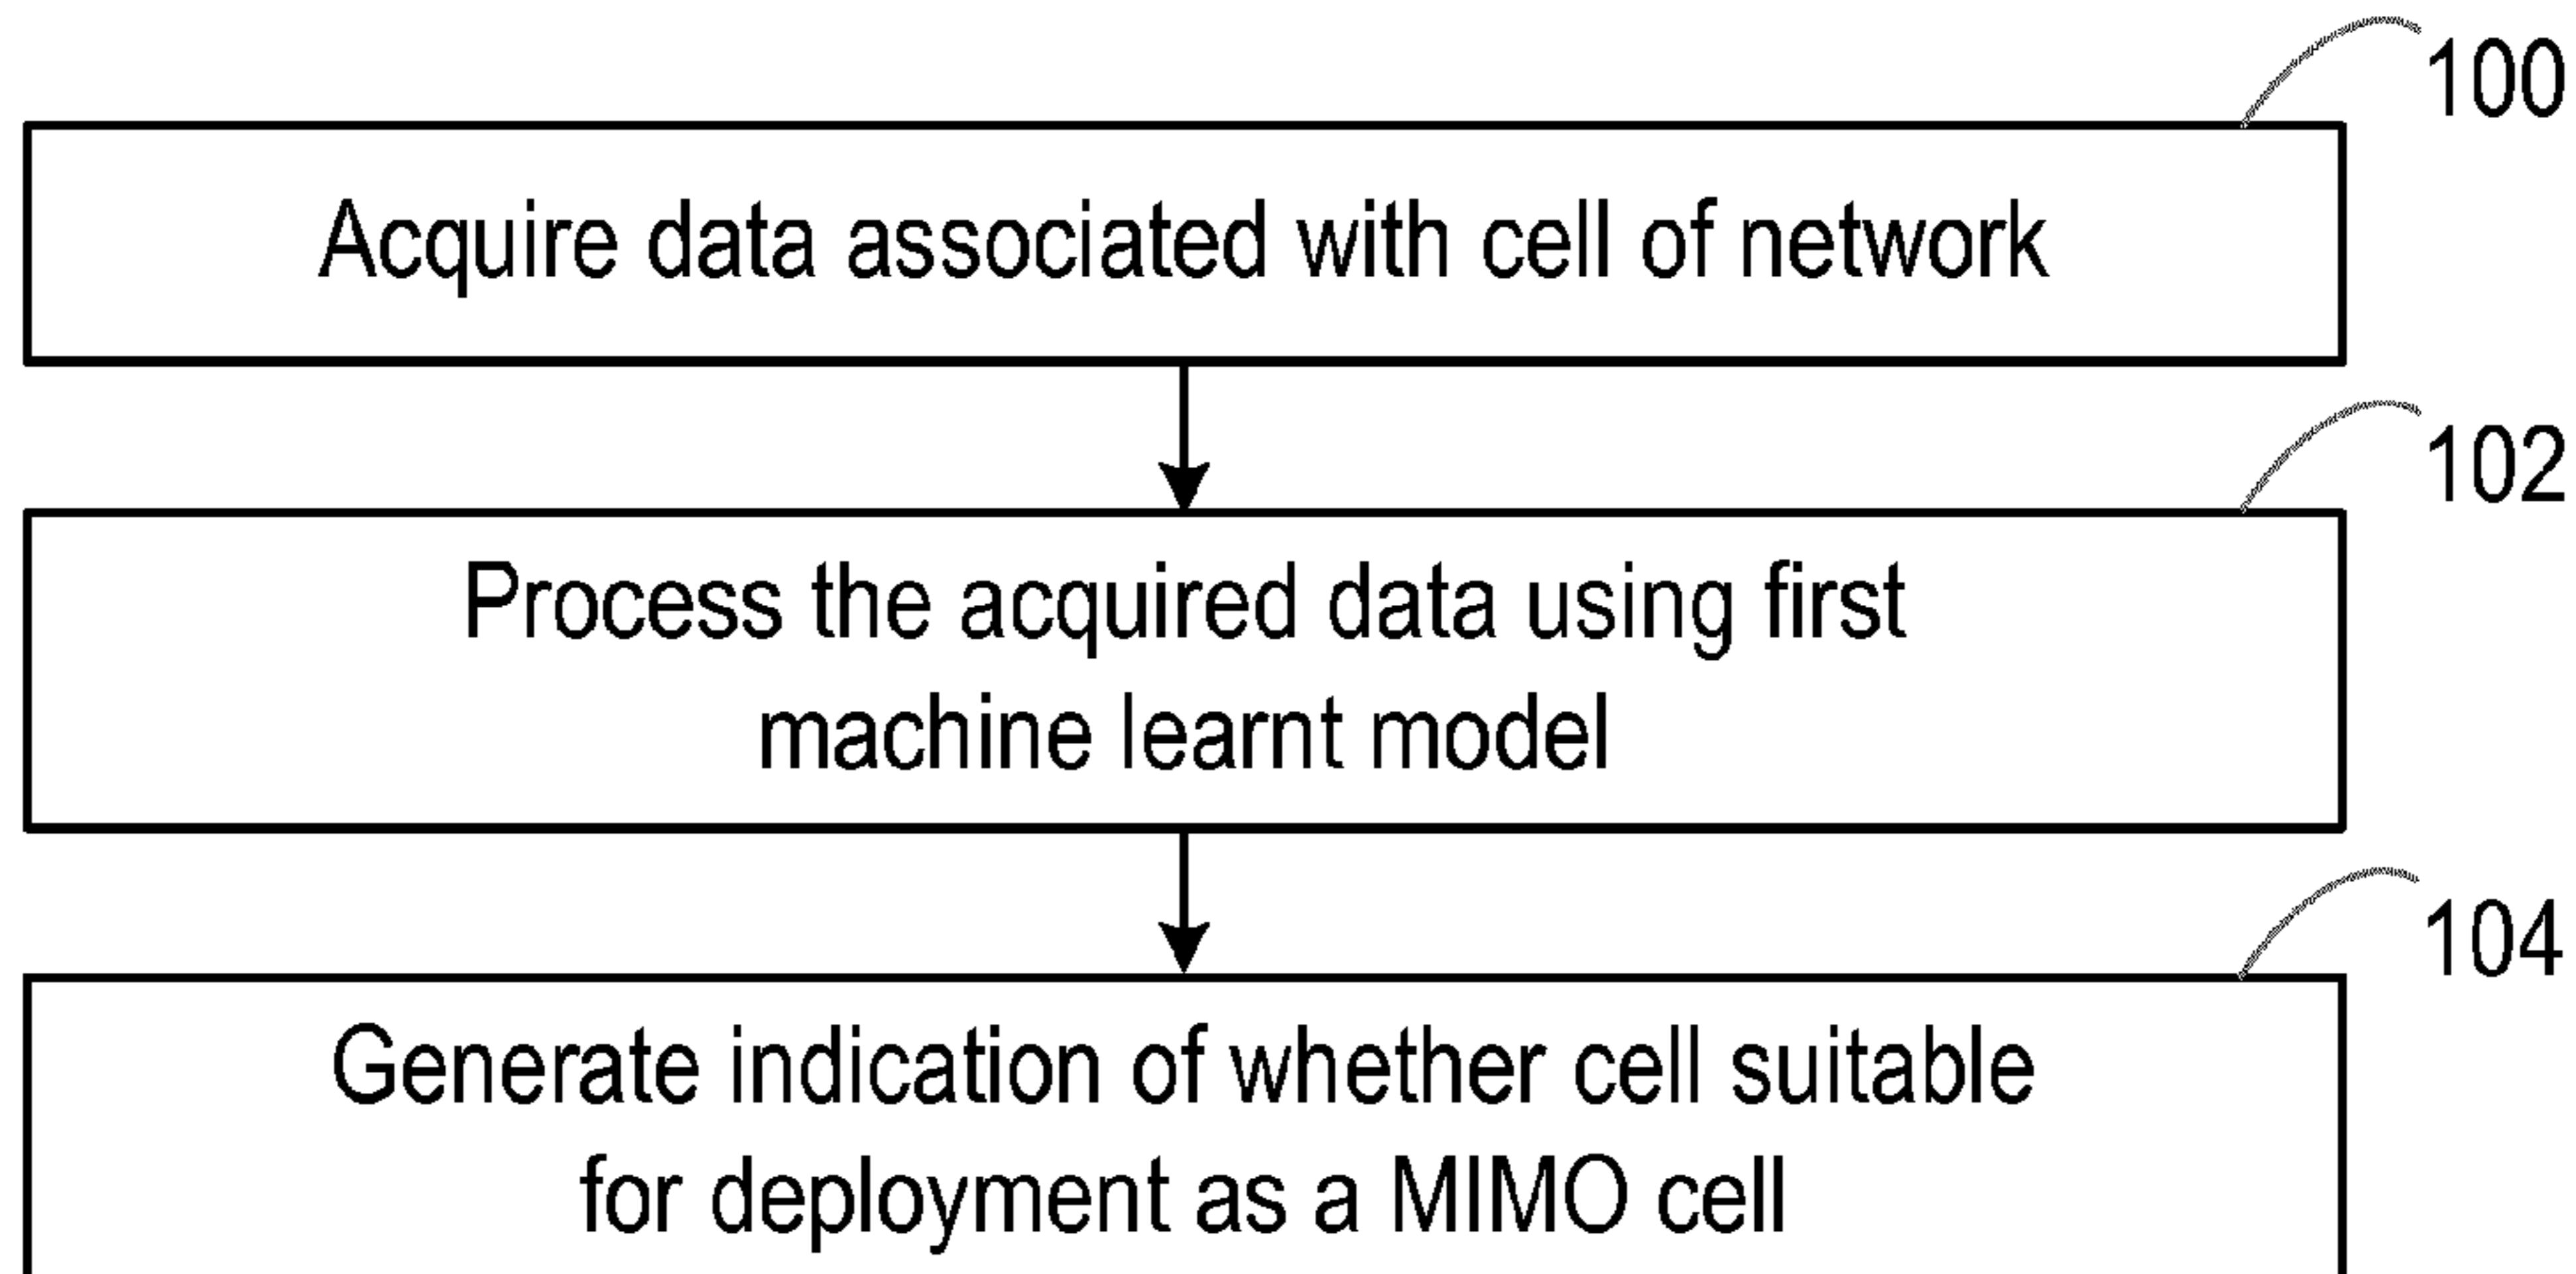 100
Acquire data associated with cell of network
102
Process the acquired data using first
machine learnt model
104
Generate indication of whether cell suitable
for deployment as a MIMO cell